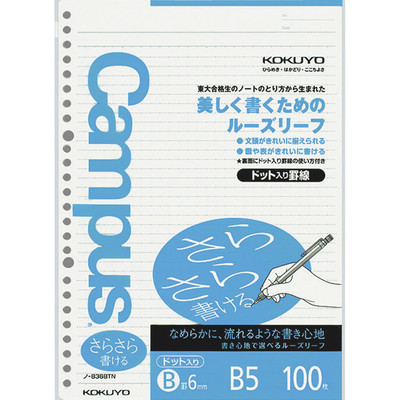 Campus
KOKUYO
ひらめき・はかどり・ここちよさ
東大合格生のノートのとり方から生まれた
美しく書くための
ルーズリーフ
●文頭がきれいに揃えられる
●図や表がきれいに書ける
★裏面にドット入り罫線の使い方付き
ドット入り罫線
さら
さら
書ける
なめらかに、流れるような書き心地
書き心地で選べるルーズリーフ
さらさら
書ける
ノ-836BTN
KOKUYO
ドット入り
B罫6mm
B5
100枚